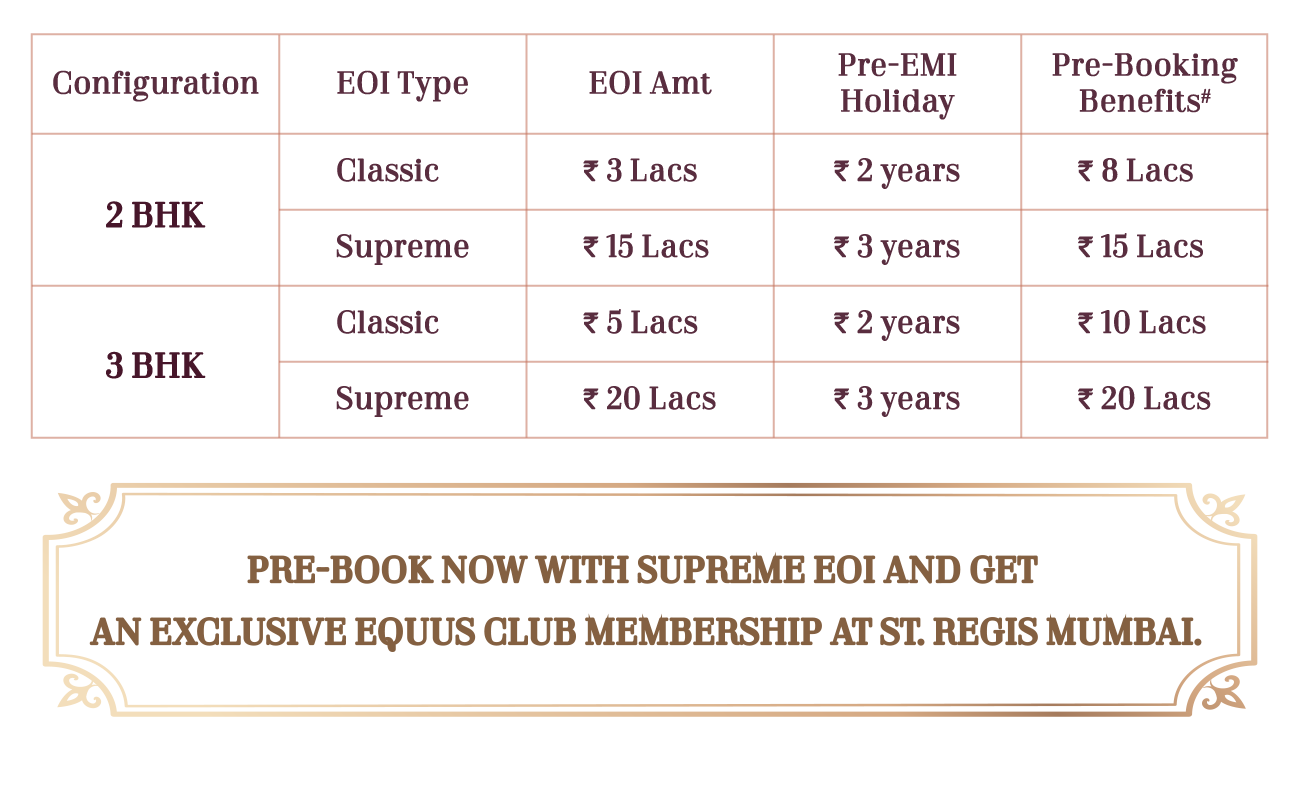 Configuration EOI Type EOI Amt Pre-EMI Holiday Pre-Booking Benefits#
2 BHK
Classic ₹ 3 Lacs ₹ 2 years ₹ 8 Lacs
Supreme ₹ 15 Lacs ₹ 3 years ₹ 15 Lacs
3 BHK
Classic ₹ 5 Lacs ₹ 2 years ₹ 10 Lacs
Supreme ₹ 20 Lacs ₹ 3 years ₹ 20 Lacs
PRE-BOOK NOW WITH SUPREME EOI AND GET
AN EXCLUSIVE EQUUS CLUB MEMBERSHIP AT ST. REGIS MUMBAI.